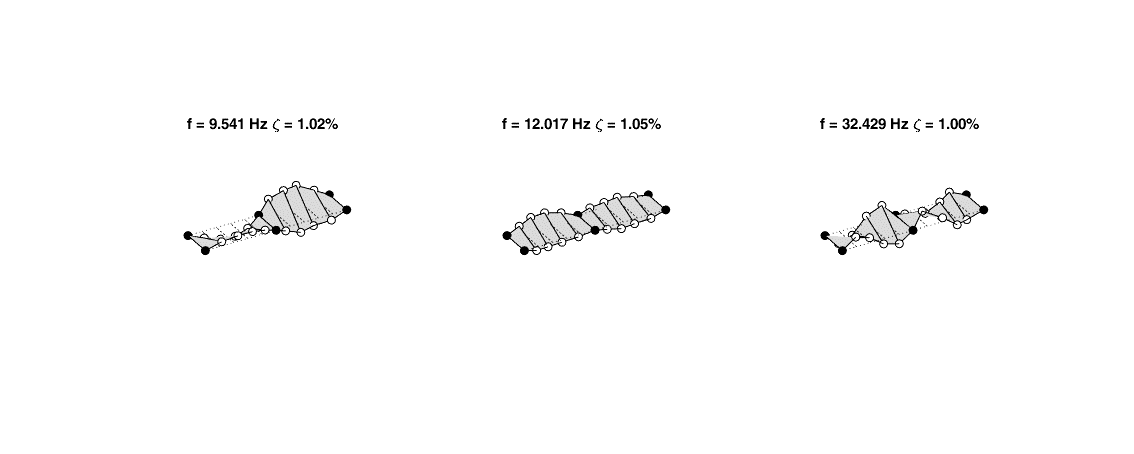 f = 9.541 Hz ζ = 1.02%
f = 12.017 Hz ζ = 1.05%
f = 32.429 Hz ζ = 1.00%